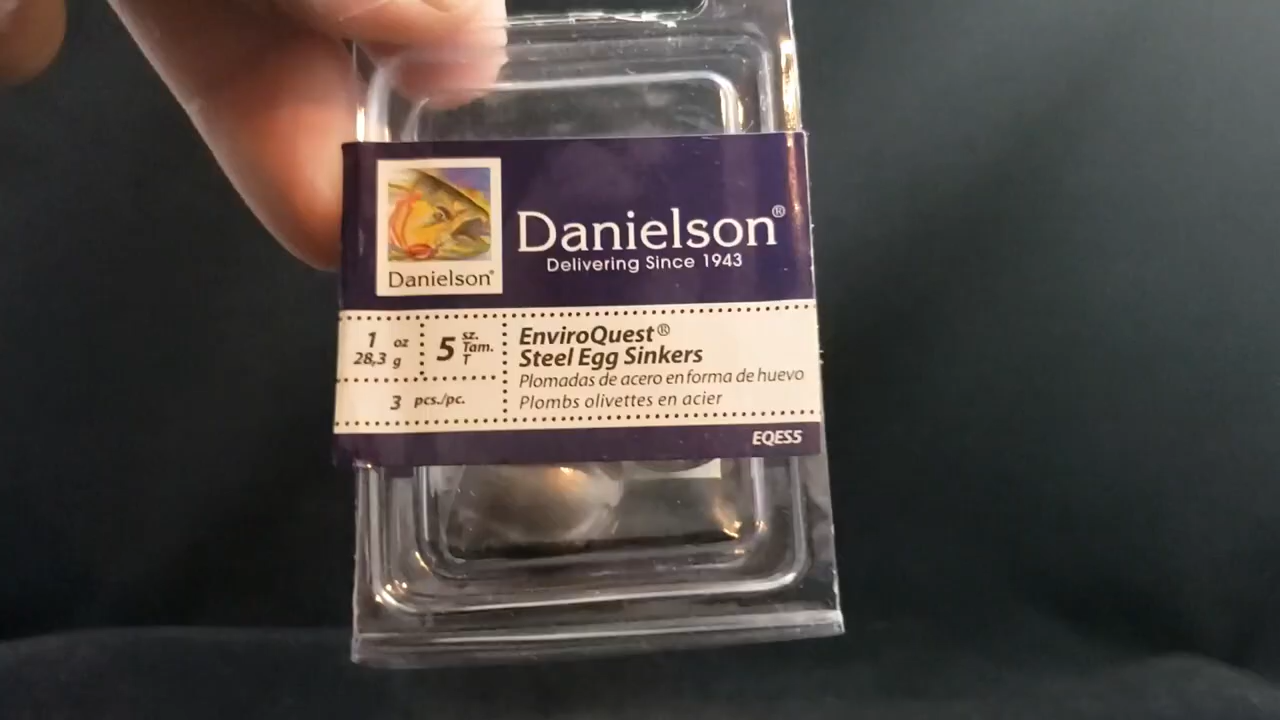 Danielson®
Danielson®
Delivering Since 1943
1 oz
28,3 g
5 sz.
Tam.
T
3 pcs./pc.
EnviroQuest®
Steel Egg Sinkers
Plomadas de acero en forma de huevo
Plombs olivettes en acier
EQES5